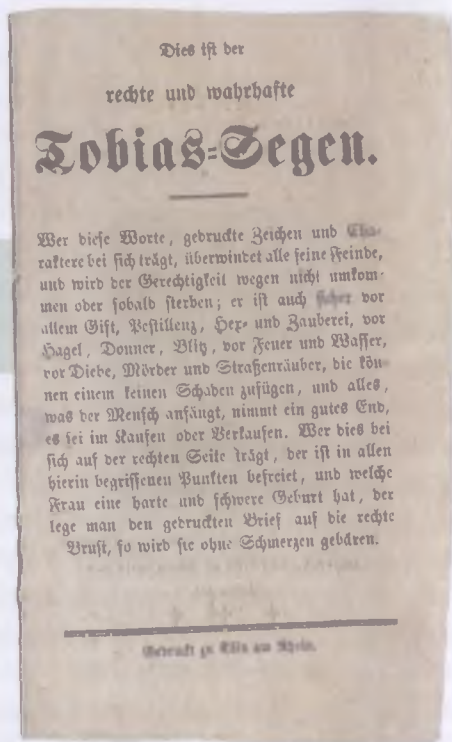 Dies ist der
rechte und wahrhafte
Tobias=Segen.
Wer diese Worte, gedruckte Zeichen und Cha-
raktere bei sich trägt, überwindet alle seine Feinde,
und wird der Gerechtigkeit wegen nicht umkom-
men oder sobald sterben; er ist auch sicher vor
allem Gift, Pestillenz, Hex- und Zauberei, vor
Hagel, Donner, Blitz, vor Feuer und Wasser,
vor Diebe, Mörder und Straßenräuber, die kön-
nen einem keinen Schaden zufügen, und alles,
was der Mensch anfängt, nimmt ein gutes End,
es sei im Kaufen oder Verkaufen. Wer dies bei
sich auf der rechten Seite trägt, der ist in allen
hierin begriffenen Punkten befreiet, und welche
Frau eine harte und schwere Geburt hat, der
lege man den gedruckten Brief auf die rechte
Brust, so wird sie ohne Schmerzen gebären.
Gedruckt zu Cöln am Rhein.